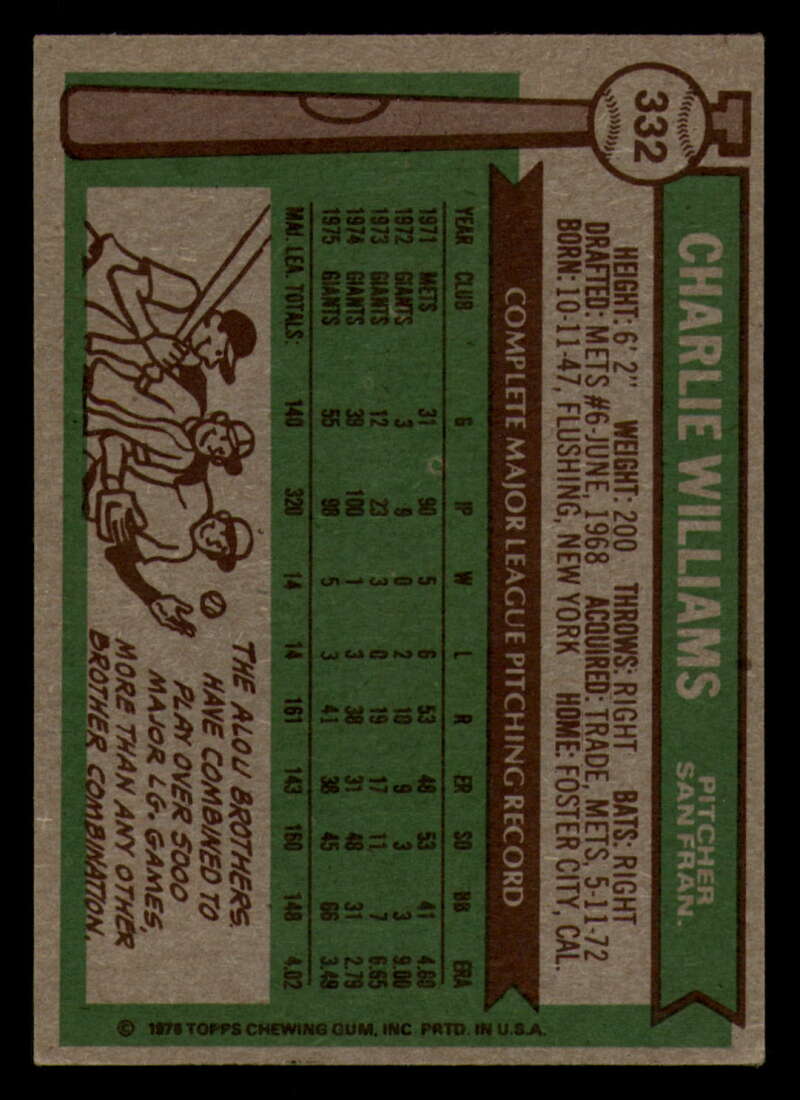 332
CHARLIE WILLIAMS
PITCHER
SAN FRAN.
HEIGHT: 6' 2" WEIGHT: 200 THROWS: RIGHT BATS: RIGHT
DRAFTED: METS #6-JUNE, 1968 ACQUIRED: TRADE, METS, 5-11-72
BORN: 10-11-47, FLUSHING, NEW YORK HOME: FOSTER CITY, CAL.
COMPLETE MAJOR LEAGUE PITCHING RECORD
YEAR CLUB G IP W L R ER SO BB ERA
1971 METS 31 90 5 6 53 48 53 41 4.80
1972 GIANTS 3 9 0 2 10 9 3 3 9.00
1973 GIANTS 12 23 3 0 19 17 11 7 6.65
1974 GIANTS 39 100 1 3 38 31 48 31 2.79
1975 GIANTS 55 98 5 3 41 38 45 66 3.49
MAJ. LEA. TOTALS: 140 320 14 14 161 143 160 148 4.02
THE ALOU BROTHERS
HAVE COMBINED TO
PLAY OVER 5000
MAJOR LG. GAMES,
MORE THAN ANY OTHER
BROTHER COMBINATION.
© 1976 TOPPS CHEWING GUM, INC PRTD. IN U.S.A.